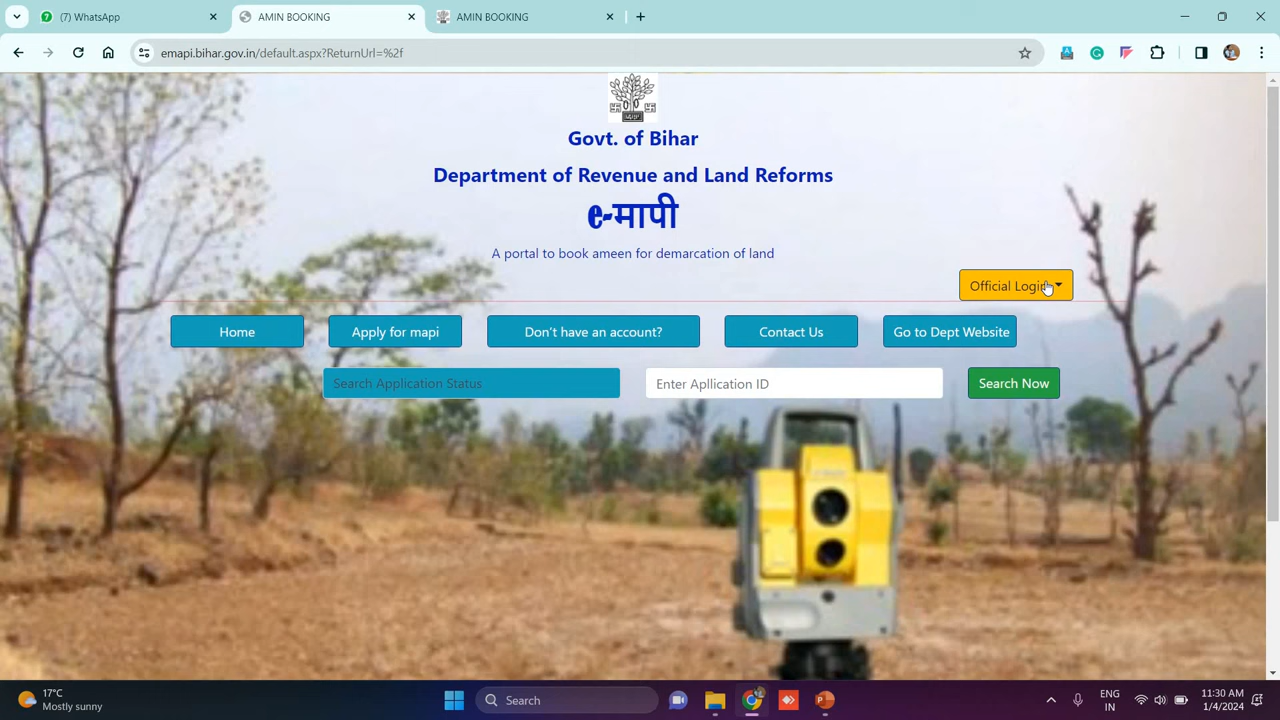 (7) WhatsApp
AMIN BOOKING
AMIN BOOKING
emapi.bihar.gov.in/default.aspx?ReturnUrl=%2f
Govt. of Bihar
Department of Revenue and Land Reforms
e-मापी
A portal to book ameen for demarcation of land
Official Login
Home
Apply for mapi
Don't have an account?
Contact Us
Go to Dept Website
Search Application Status
Enter Apllication ID
Search Now
17°C
Mostly sunny
Search
ENG
IN
11:30 AM
1/4/2024